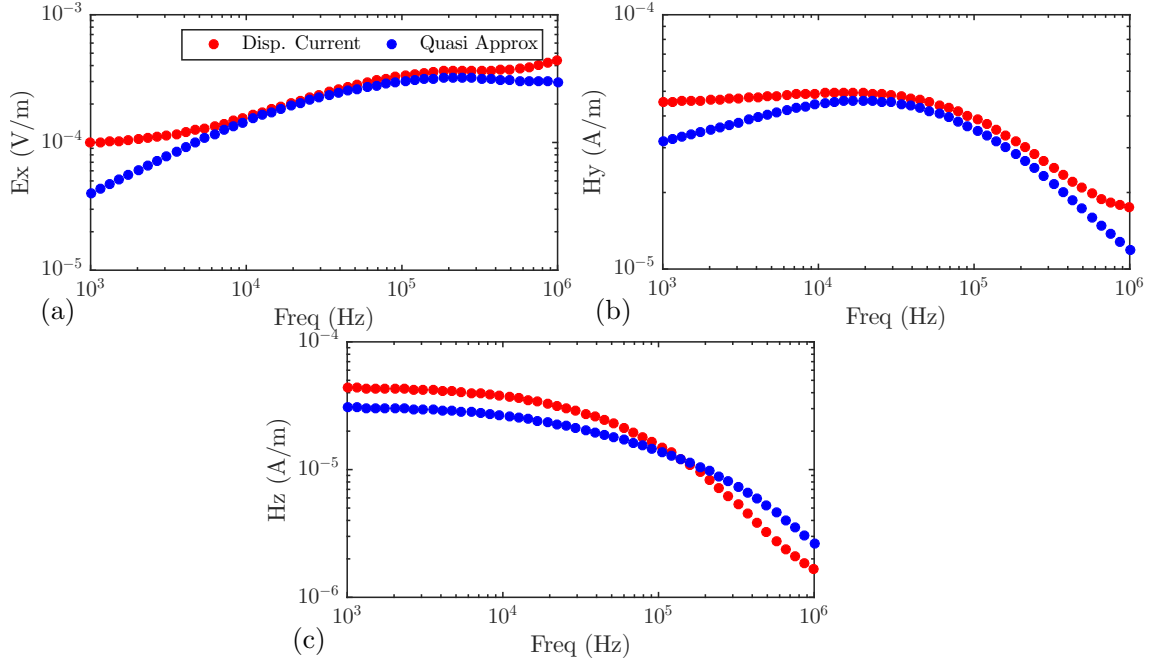 10^-4
10^-3
Disp. Current Quasi Approx
Ex (V/m)
10^-4
10^-5
10^3 10^4 10^5 10^6
Freq (Hz)
(a)
Hy (A/m)
10^-5
10^3 10^4 10^5 10^6
Freq (Hz)
(b)
10^-4
Hz (A/m)
10^-5
10^-6
10^3 10^4 10^5 10^6
Freq (Hz)
(c)